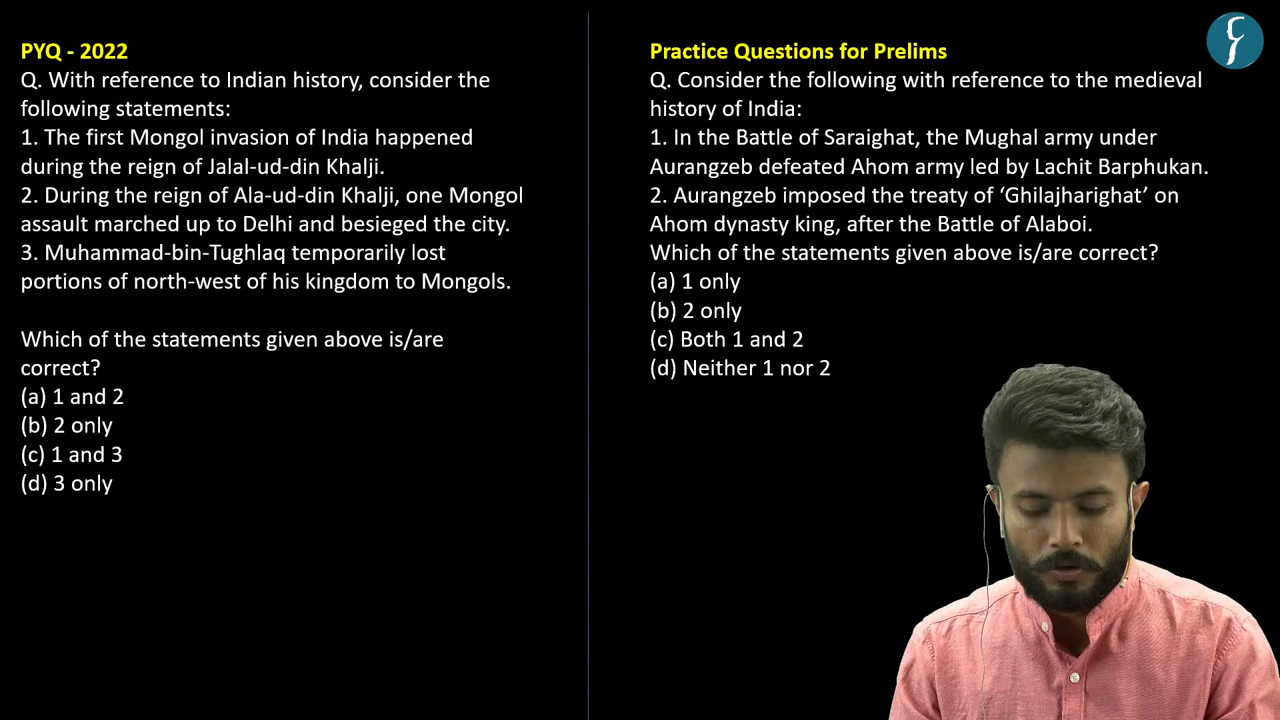 PYQ - 2022
Q. With reference to Indian history, consider the
following statements:
1. The first Mongol invasion of India happened
during the reign of Jalal-ud-din Khalji.
2. During the reign of Ala-ud-din Khalji, one Mongol
assault marched up to Delhi and besieged the city.
3. Muhammad-bin-Tughlaq temporarily lost
portions of north-west of his kingdom to Mongols.
Which of the statements given above is/are
correct?
(a) 1 and 2
(b) 2 only
(c) 1 and 3
(d) 3 only
Practice Questions for Prelims
Q. Consider the following with reference to the medieval
history of India:
1. In the Battle of Saraighat, the Mughal army under
Aurangzeb defeated Ahom army led by Lachit Barphukan.
2. Aurangzeb imposed the treaty of ‘Ghilajharighat’ on
Ahom dynasty king, after the Battle of Alaboi.
Which of the statements given above is/are correct?
(a) 1 only
(b) 2 only
(c) Both 1 and 2
(d) Neither 1 nor 2